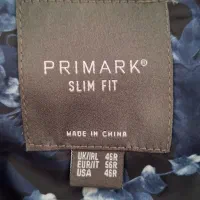 PRIMARK®
SLIM FIT
MADE IN CHINA
UK/IRL 46R
EUR/IT 56R
USA 46R